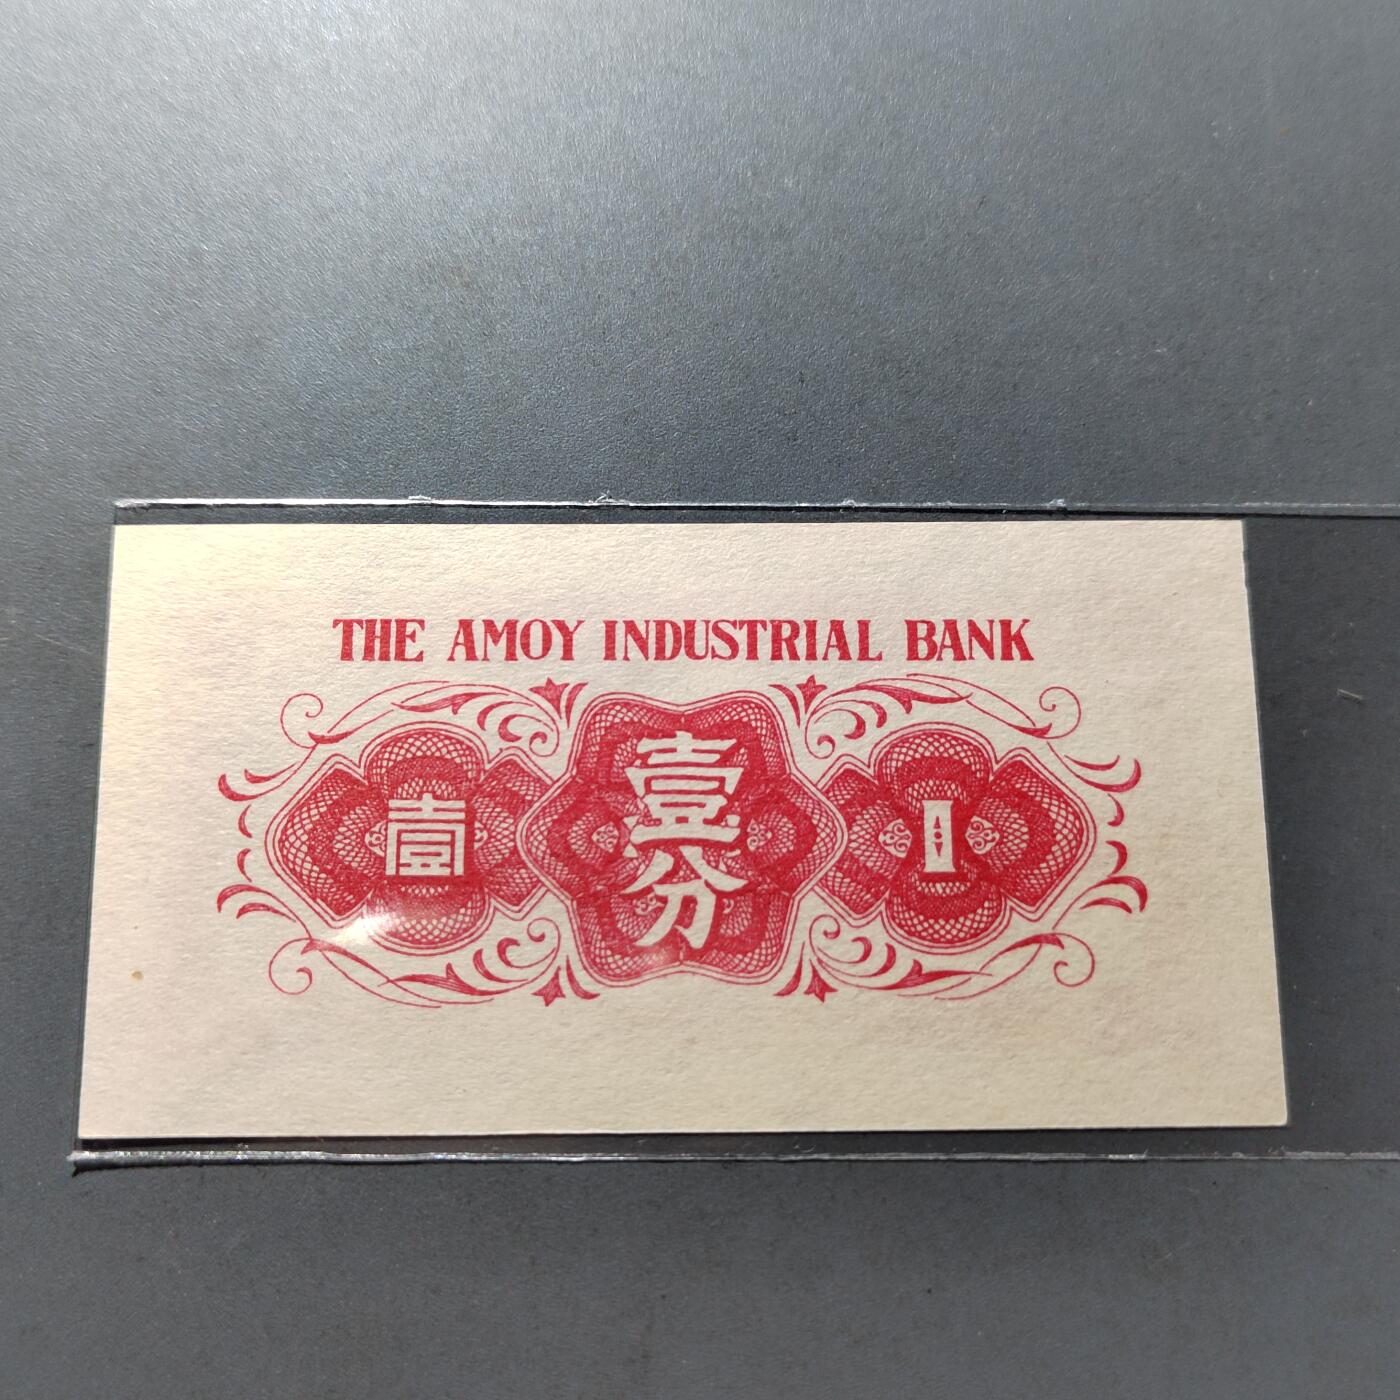 THE AMOY INDUSTRIAL BANK
壹
壹分
1